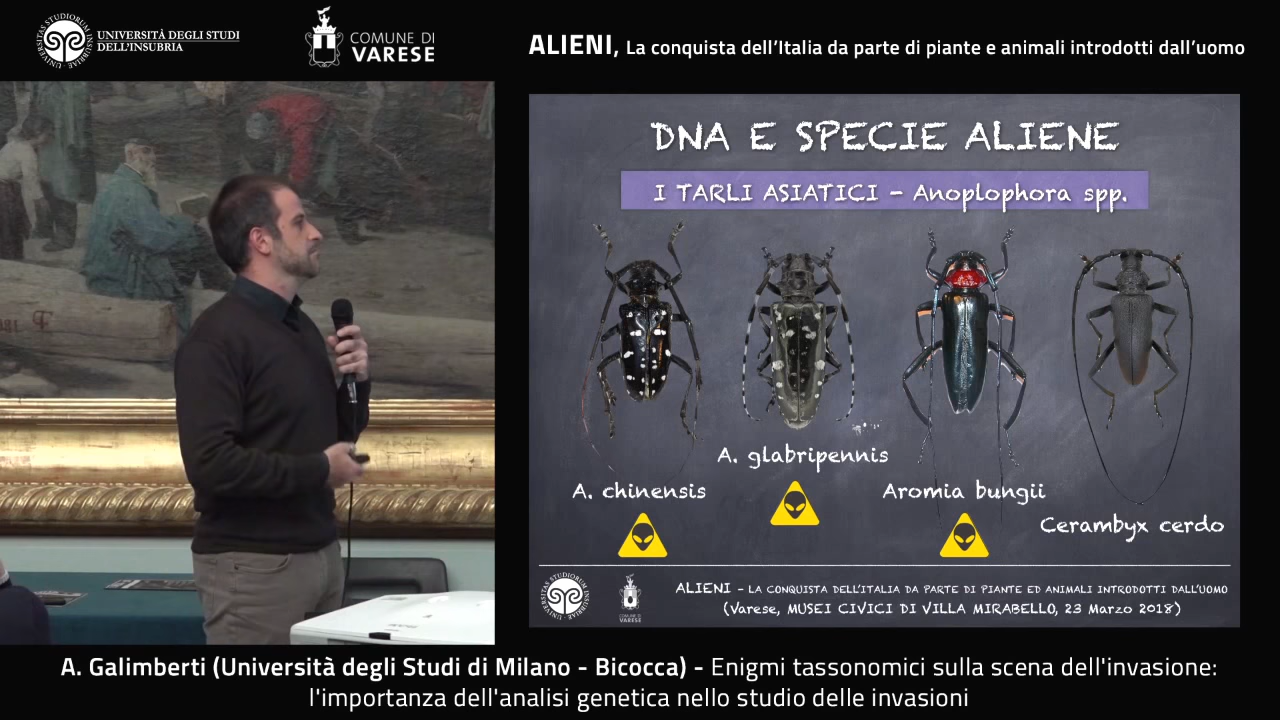 UNIVERSITÀ DEGLI STUDI
DELL'INSUBRIA
COMUNE DI
VARESE
ALIENI, La conquista dell'Italia da parte di piante e animali introdotti dall'uomo
DNA E SPECIE ALIENE
I TARLI ASIATICI - Anoplophora spp.
A. glabripennis
A. chinensis
Aromia bungii
Cerambyx cerdo
ALIENI - LA CONQUISTA DELL'ITALIA DA PARTE DI PIANTE ED ANIMALI INTRODOTTI DALL'UOMO
(Varese, MUSEI CIVICI DI VILLA MIRABELLO, 23 Marzo 2018)
COMUNE DI
VARESE
A. Galimberti (Università degli Studi di Milano - Bicocca) - Enigmi tassonomici sulla scena dell'invasione:
l'importanza dell'analisi genetica nello studio delle invasioni